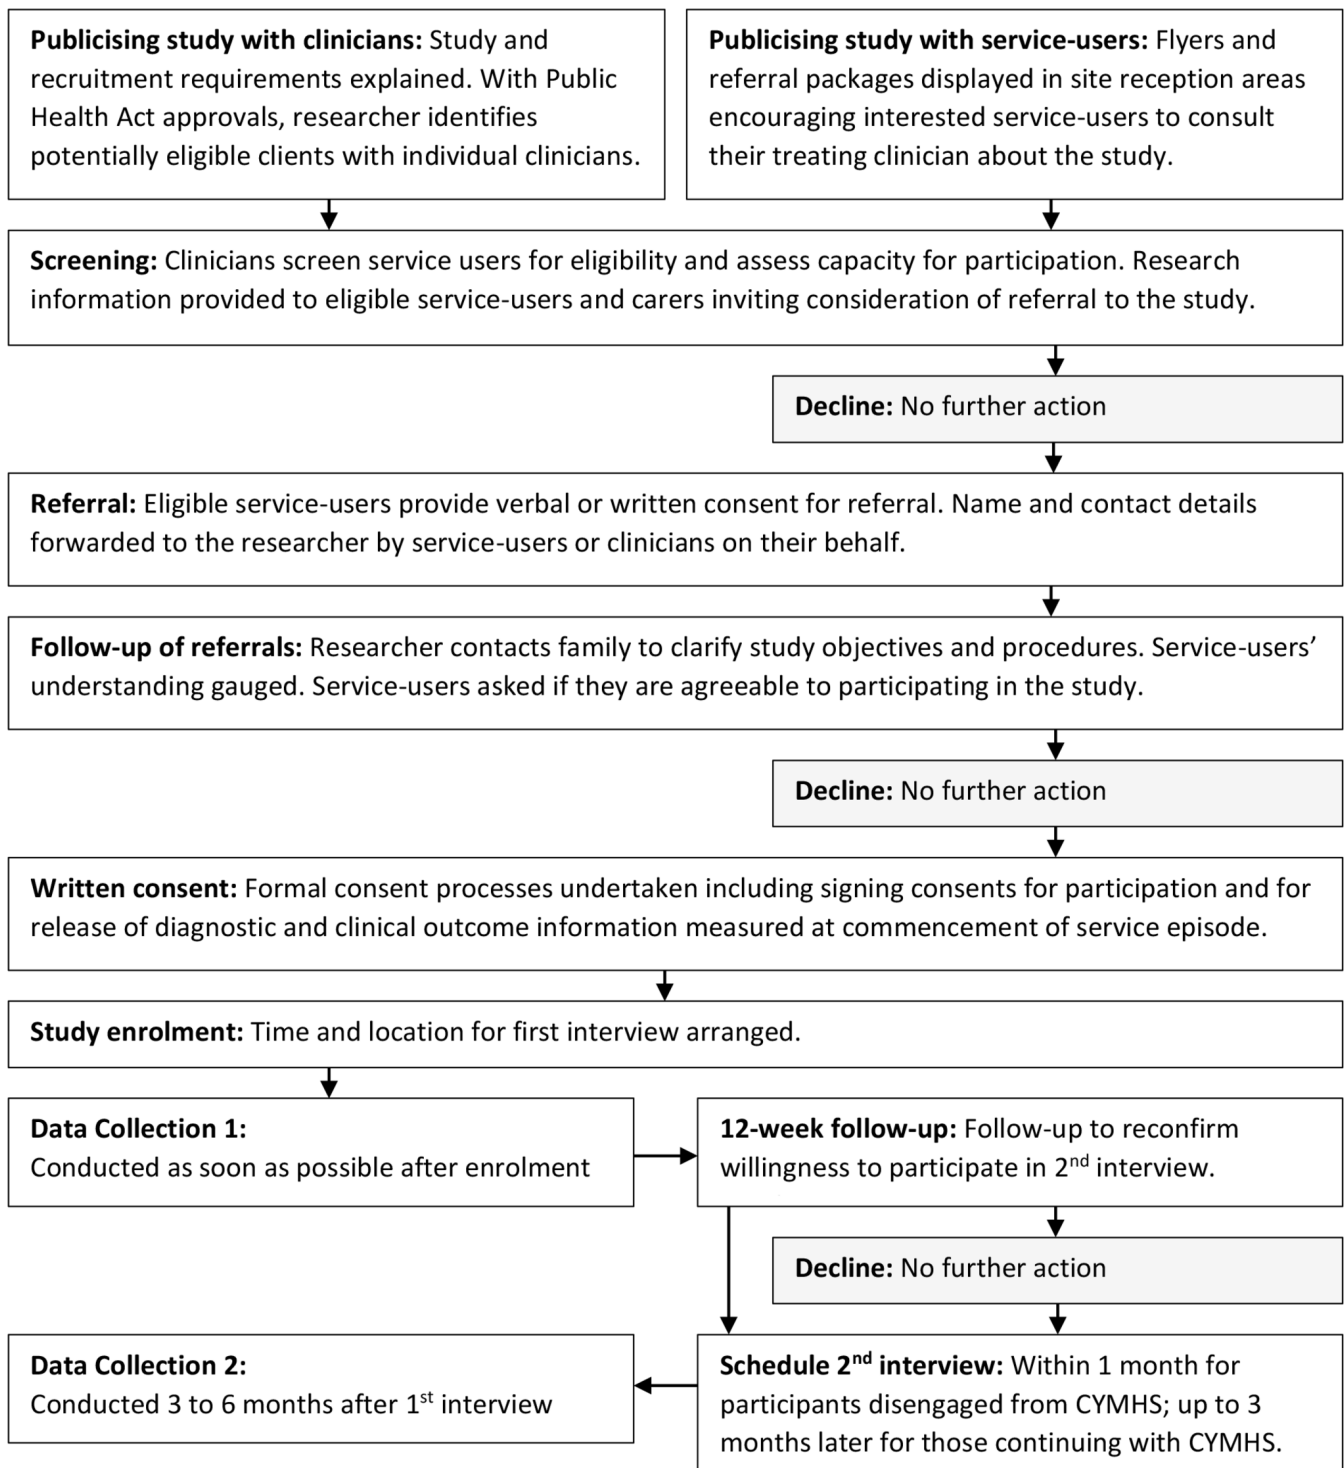 Publicising study with clinicians: Study and
recruitment requirements explained. With Public
Health Act approvals, researcher identifies
potentially eligible clients with individual clinicians.
Publicising study with service-users: Flyers and
referral packages displayed in site reception areas
encouraging interested service-users to consult
their treating clinician about the study.
Screening: Clinicians screen service users for eligibility and assess capacity for participation. Research
information provided to eligible service-users and carers inviting consideration of referral to the study.
Decline: No further action
Referral: Eligible service-users provide verbal or written consent for referral. Name and contact details
forwarded to the researcher by service-users or clinicians on their behalf.
Follow-up of referrals: Researcher contacts family to clarify study objectives and procedures. Service-users’
understanding gauged. Service-users asked if they are agreeable to participating in the study.
Decline: No further action
Written consent: Formal consent processes undertaken including signing consents for participation and for
release of diagnostic and clinical outcome information measured at commencement of service episode.
Study enrolment: Time and location for first interview arranged.
Data Collection 1:
Conducted as soon as possible after enrolment
12-week follow-up: Follow-up to reconfirm
willingness to participate in 2nd interview.
Decline: No further action
Data Collection 2:
Conducted 3 to 6 months after 1st interview
Schedule 2nd interview: Within 1 month for
participants disengaged from CYMHS; up to 3
months later for those continuing with CYMHS.